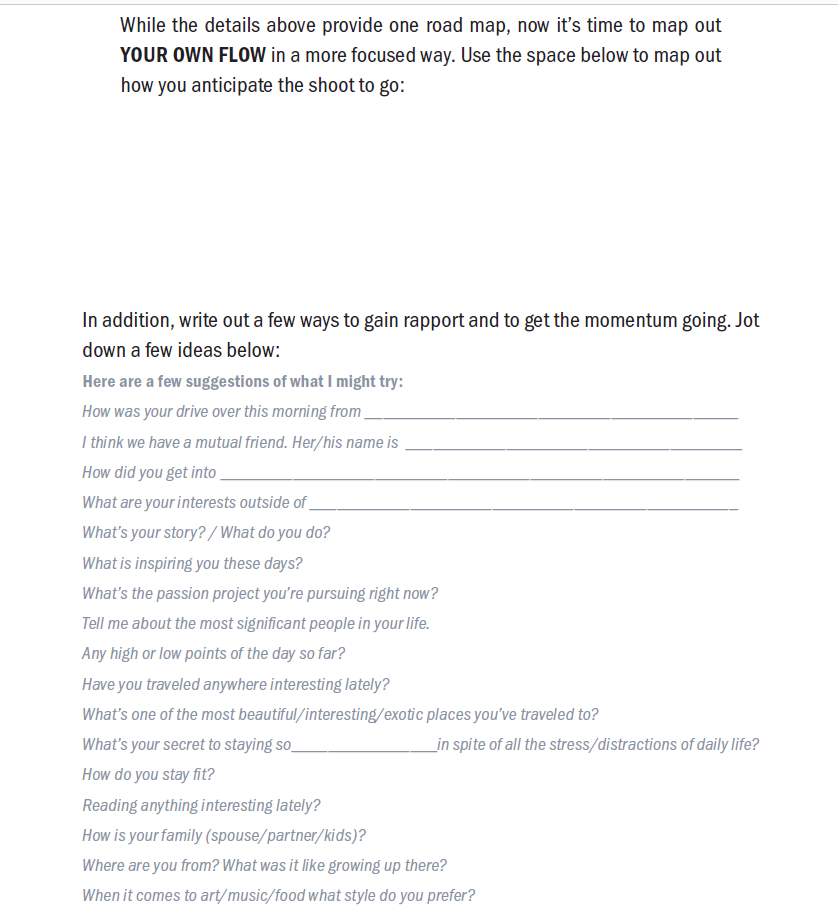 While the details above provide one road map, now it's time to map out
YOUR OWN FLOW in a more focused way. Use the space below to map out
how you anticipate the shoot to go:
In addition, write out a few ways to gain rapport and to get the momentum going. Jot
down a few ideas below:
Here are a few suggestions of what I might try:
How was your drive over this morning from ____________________
I think we have a mutual friend. Her/his name is ____________________
How did you get into ____________________
What are your interests outside of ____________________
What's your story? / What do you do?
What is inspiring you these days?
What's the passion project you're pursuing right now?
Tell me about the most significant people in your life.
Any high or low points of the day so far?
Have you traveled anywhere interesting lately?
What's one of the most beautiful/interesting/exotic places you've traveled to?
What's your secret to staying so__________________in spite of all the stress/distractions of daily life?
How do you stay fit?
Reading anything interesting lately?
How is your family (spouse/partner/kids)?
Where are you from? What was it like growing up there?
When it comes to art/music/food what style do you prefer?